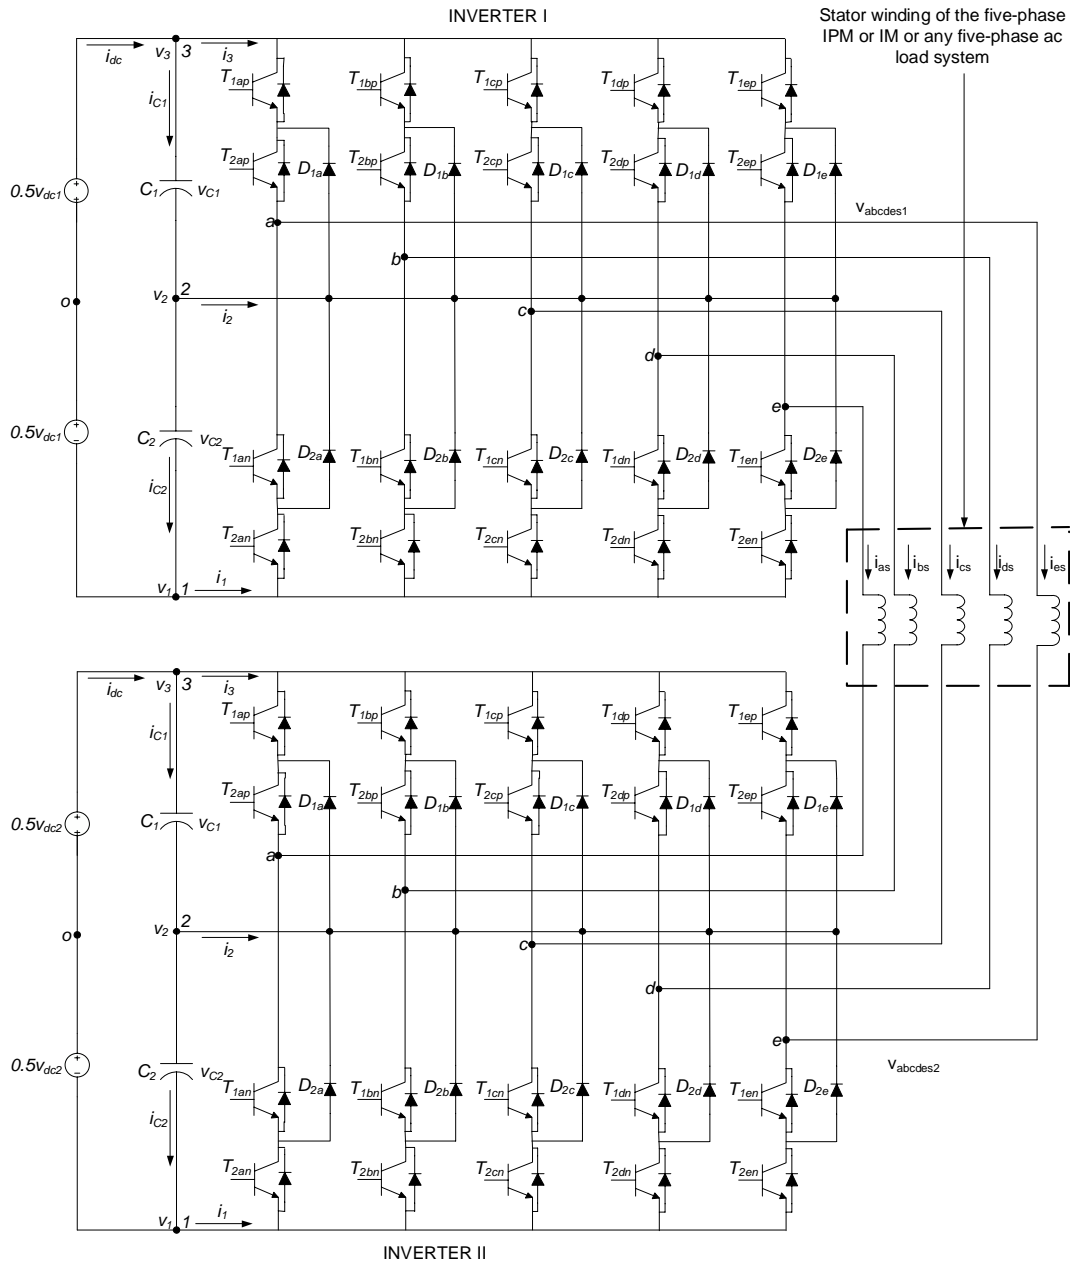 INVERTER I
Stator winding of the five-phase
IPM or IM or any five-phase ac
load system
i_dc v_3 3 i_3
T_1ap T_1bp T_1cp T_1dp T_1ep
i_C1
T_2ap D_1a T_2bp D_1b T_2cp D_1c T_2dp D_1d T_2ep D_1e
0.5v_dc1 + C_1 v_C1
a v_abcdes1
b
o v_2 2 i_2
c
d
e
0.5v_dc1 + − C_2 v_C2
T_1an D_2a T_1bn D_2b T_1cn D_2c T_1dn D_2d T_1en D_2e
i_C2
T_2an T_2bn T_2cn T_2dn T_2en
i_as i_bs i_cs i_ds i_es
v_1 1 i_1
i_dc v_3 3 i_3
T_1ap T_1bp T_1cp T_1dp T_1ep
i_C1
T_2ap D_1a T_2bp D_1b T_2cp D_1c T_2dp D_1d T_2ep D_1e
0.5v_dc2 + − C_1 v_C1
a
b
o v_2 2 i_2
c
d
e
0.5v_dc2 + − C_2 v_C2
v_abcdes2
T_1an D_2a T_1bn D_2b T_1cn D_2c T_1dn D_2d T_1en D_2e
i_C2
T_2an T_2bn T_2cn T_2dn T_2en
v_1 1 i_1
INVERTER II